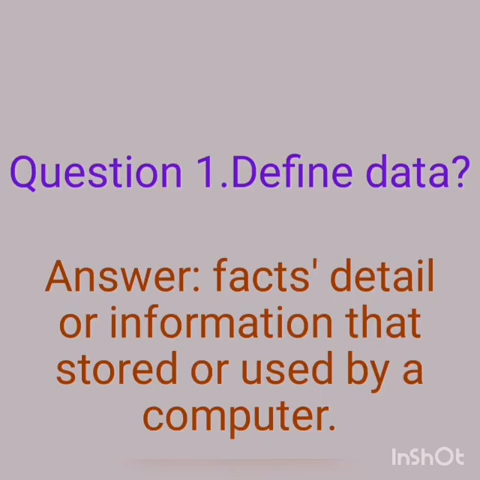 Question 1.Define data?
Answer: facts' detail
or information that
stored or used by a
computer.
InShOt